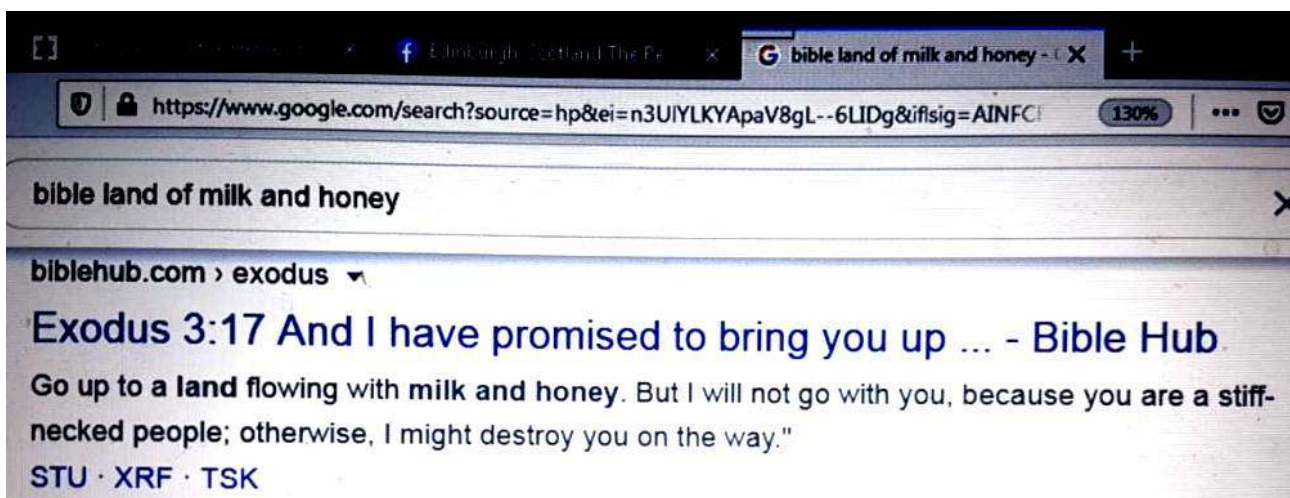 Edinburgh, Scotland The Pe
G bible land of milk and honey -
https://www.google.com/search?source=hp&ei=n3UlYLKYApaV8gL--6LIDg&iflsig=AINFC
130%
bible land of milk and honey
biblehub.com › exodus
Exodus 3:17 And I have promised to bring you up ... - Bible Hub
Go up to a land flowing with milk and honey. But I will not go with you, because you are a stiff-
necked people; otherwise, I might destroy you on the way."
STU · XRF · TSK